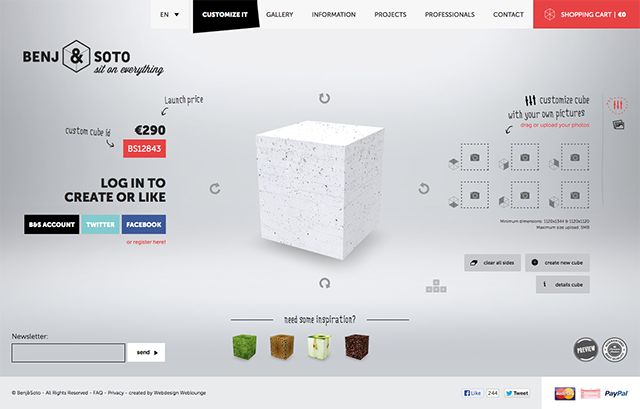 EN
CUSTOMIZE IT
GALLERY
INFORMATION
PROJECTS
PROFESSIONALS
CONTACT
SHOPPING CART | €0
BENJ & SOTO
sit on everything
Launch price
custom cube id
€290
BS12843
LOG IN TO
CREATE OR LIKE
B&S ACCOUNT
TWITTER
FACEBOOK
or register here!
customize cube
with your own pictures
drag or upload your photos
Minimum dimensions: 1120x1344 & 1120x1120
Maximum size upload: 5MB
clear all sides
create new cube
details cube
need some inspiration?
Newsletter:
send
PREVIEW
© Benj&Soto - All Rights Reserved - FAQ - Privacy - created by Webdesign Weblounge
Like
244
Tweet
MasterCard
PayPal